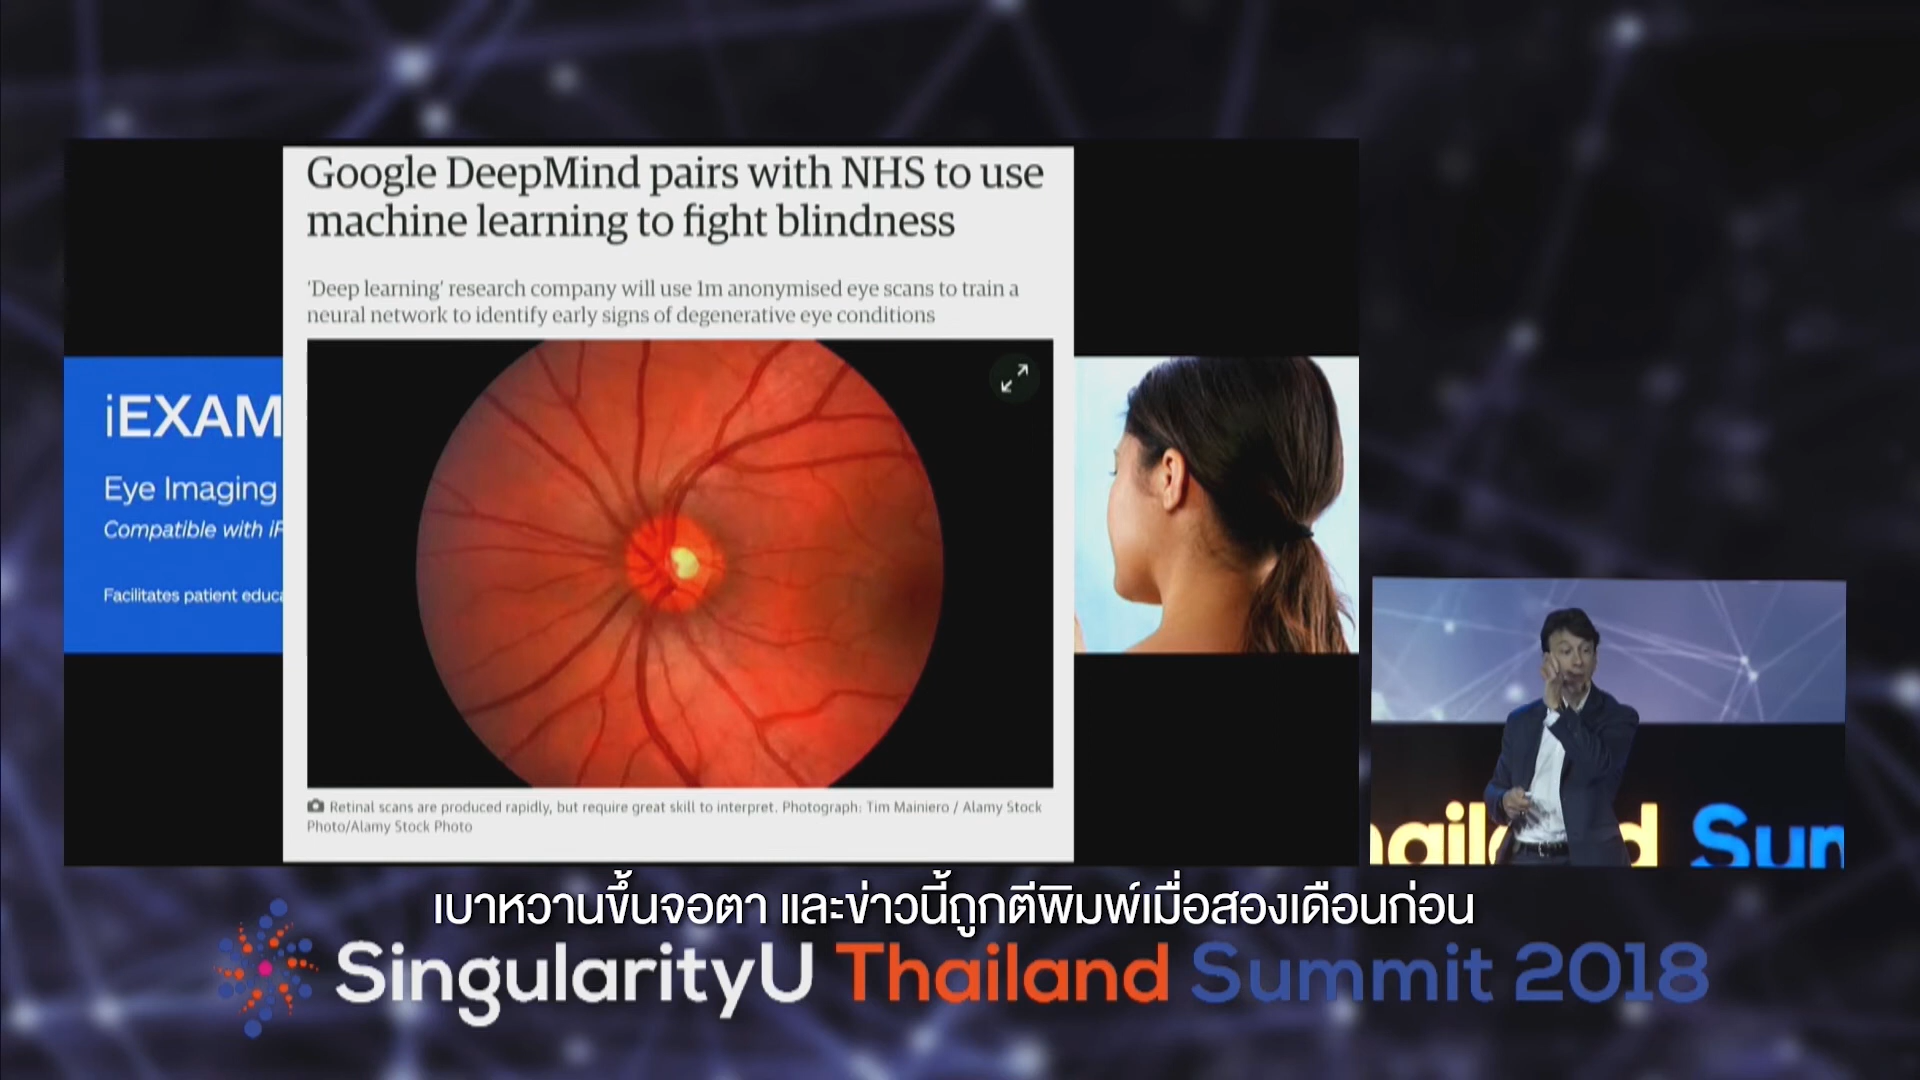 Google DeepMind pairs with NHS to use
machine learning to fight blindness
'Deep learning' research company will use 1m anonymised eye scans to train a
neural network to identify early signs of degenerative eye conditions
iEXAM
Eye Imaging
Compatible with iP
Facilitates patient educa
Retinal scans are produced rapidly, but require great skill to interpret. Photograph: Tim Mainiero / Alamy Stock
Photo/Alamy Stock Photo
hailand Sum
เบาหวานขึ้นจอตา และข่าวนี้ถูกตีพิมพ์เมื่อสองเดือนก่อน
SingularityU Thailand Summit 2018